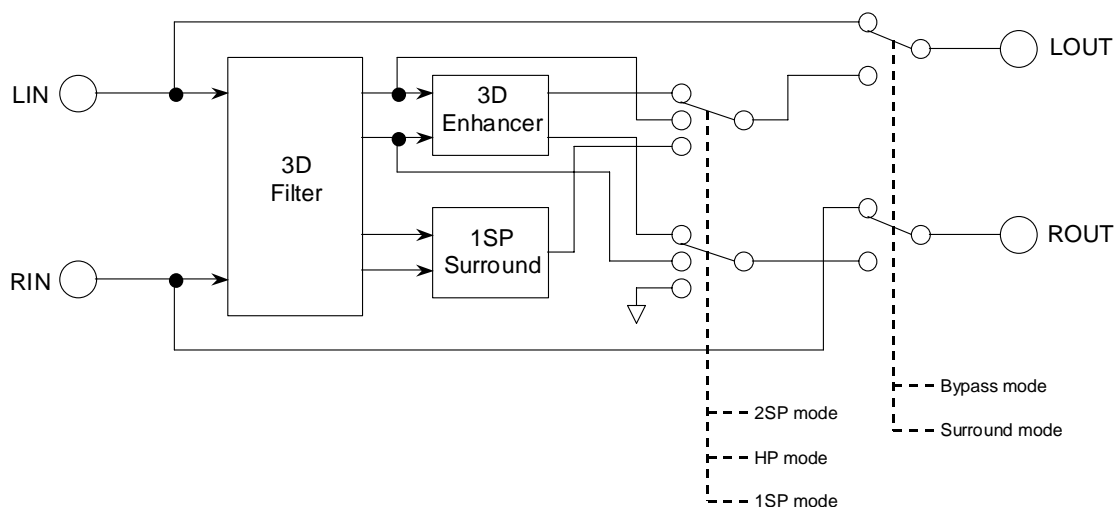 LIN
RIN
3D
Filter
3D
Enhancer
1SP
Surround
LOUT
ROUT
Bypass mode
Surround mode
2SP mode
HP mode
1SP mode